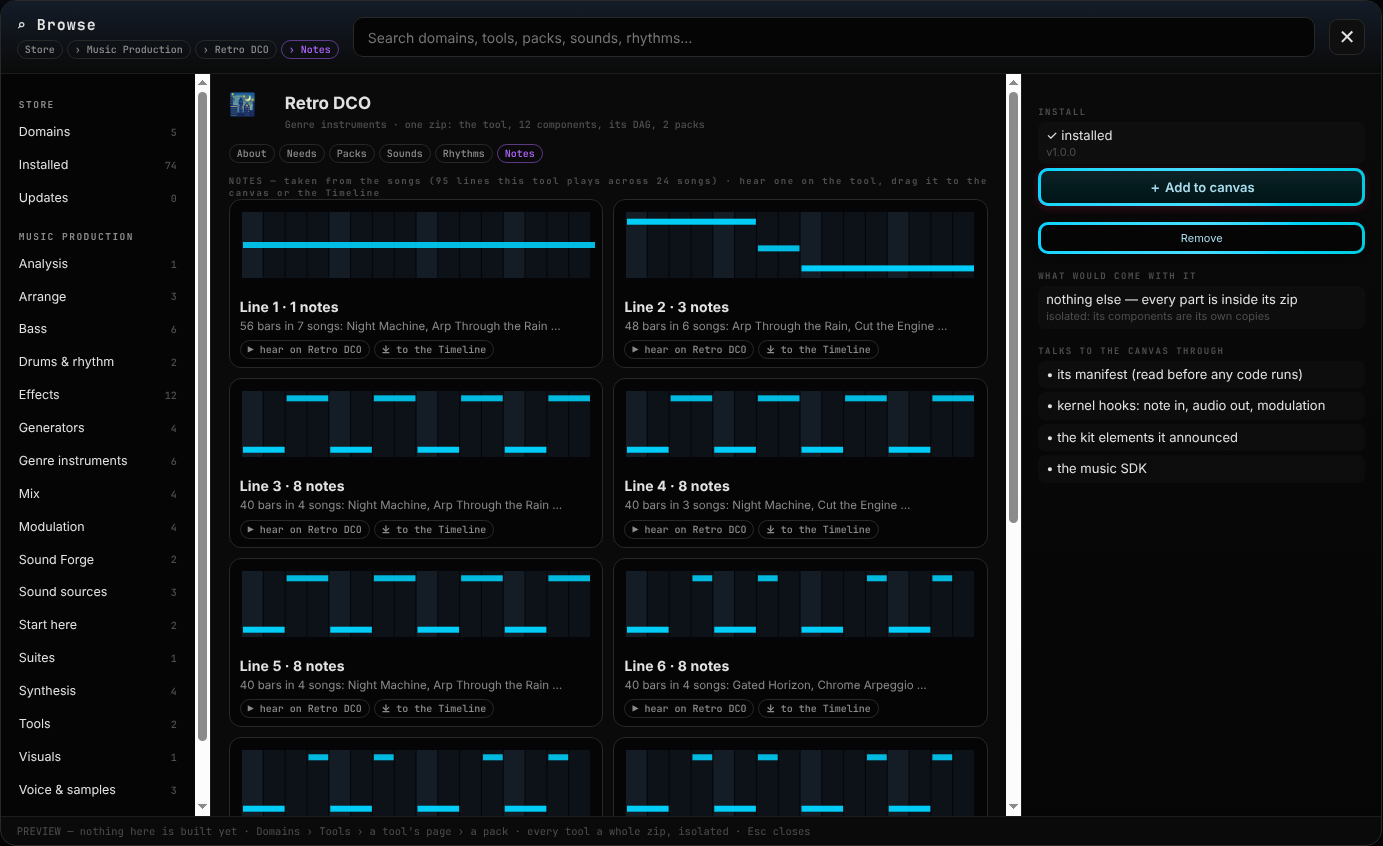 ⌕ Browse
Store
› Music Production
› Retro DCO
› Notes
Search domains, tools, packs, sounds, rhythms…
✕
STORE
Domains 5
Installed 74
Updates 0
MUSIC PRODUCTION
Analysis 1
Arrange 3
Bass 6
Drums & rhythm 2
Effects 12
Generators 4
Genre instruments 6
Mix 4
Modulation 4
Sound Forge 2
Sound sources 3
Start here 2
Suites 1
Synthesis 4
Tools 2
Visuals 1
Voice & samples 3
Retro DCO
Genre instruments · one zip: the tool, 12 components, its DAG, 2 packs
About
Needs
Packs
Sounds
Rhythms
Notes
NOTES — taken from the songs (95 lines this tool plays across 24 songs) · hear one on the tool, drag it to the
canvas or the Timeline
Line 1 · 1 notes
56 bars in 7 songs: Night Machine, Arp Through the Rain …
▶ hear on Retro DCO
⤓ to the Timeline
Line 2 · 3 notes
48 bars in 6 songs: Arp Through the Rain, Cut the Engine …
▶ hear on Retro DCO
⤓ to the Timeline
Line 3 · 8 notes
40 bars in 4 songs: Night Machine, Arp Through the Rain …
▶ hear on Retro DCO
⤓ to the Timeline
Line 4 · 8 notes
40 bars in 3 songs: Night Machine, Cut the Engine …
▶ hear on Retro DCO
⤓ to the Timeline
Line 5 · 8 notes
40 bars in 4 songs: Night Machine, Arp Through the Rain …
▶ hear on Retro DCO
⤓ to the Timeline
Line 6 · 8 notes
40 bars in 4 songs: Gated Horizon, Chrome Arpeggio …
▶ hear on Retro DCO
⤓ to the Timeline
INSTALL
✓ installed
v1.0.0
+ Add to canvas
Remove
WHAT WOULD COME WITH IT
nothing else — every part is inside its zip
isolated: its components are its own copies
TALKS TO THE CANVAS THROUGH
• its manifest (read before any code runs)
• kernel hooks: note in, audio out, modulation
• the kit elements it announced
• the music SDK
PREVIEW — nothing here is built yet · Domains › Tools › a tool's page › a pack · every tool a whole zip, isolated · Esc closes